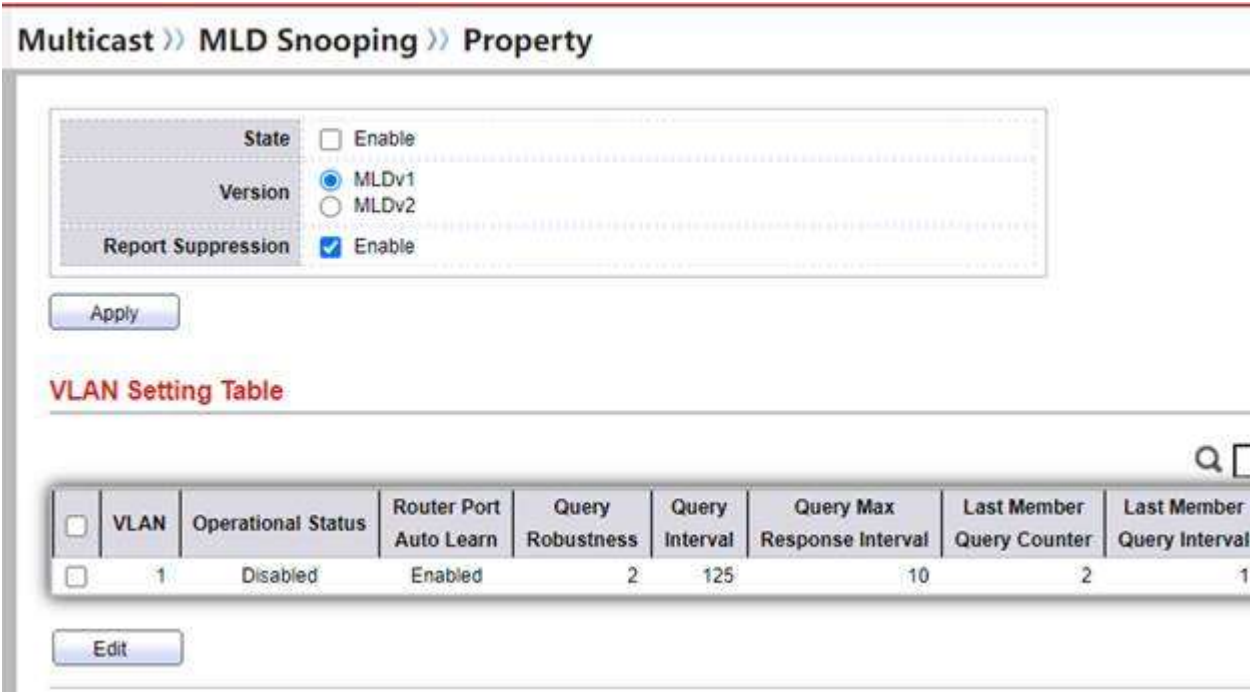 Multicast » MLD Snooping » Property
State Enable
Version MLDv1
MLDv2
Report Suppression Enable
Apply
VLAN Setting Table
VLAN Operational Status Router Port Auto Learn Query Robustness Query Interval Query Max Response Interval Last Member Query Counter Last Member Query Interval
1 Disabled Enabled 2 125 10 2 1
Edit